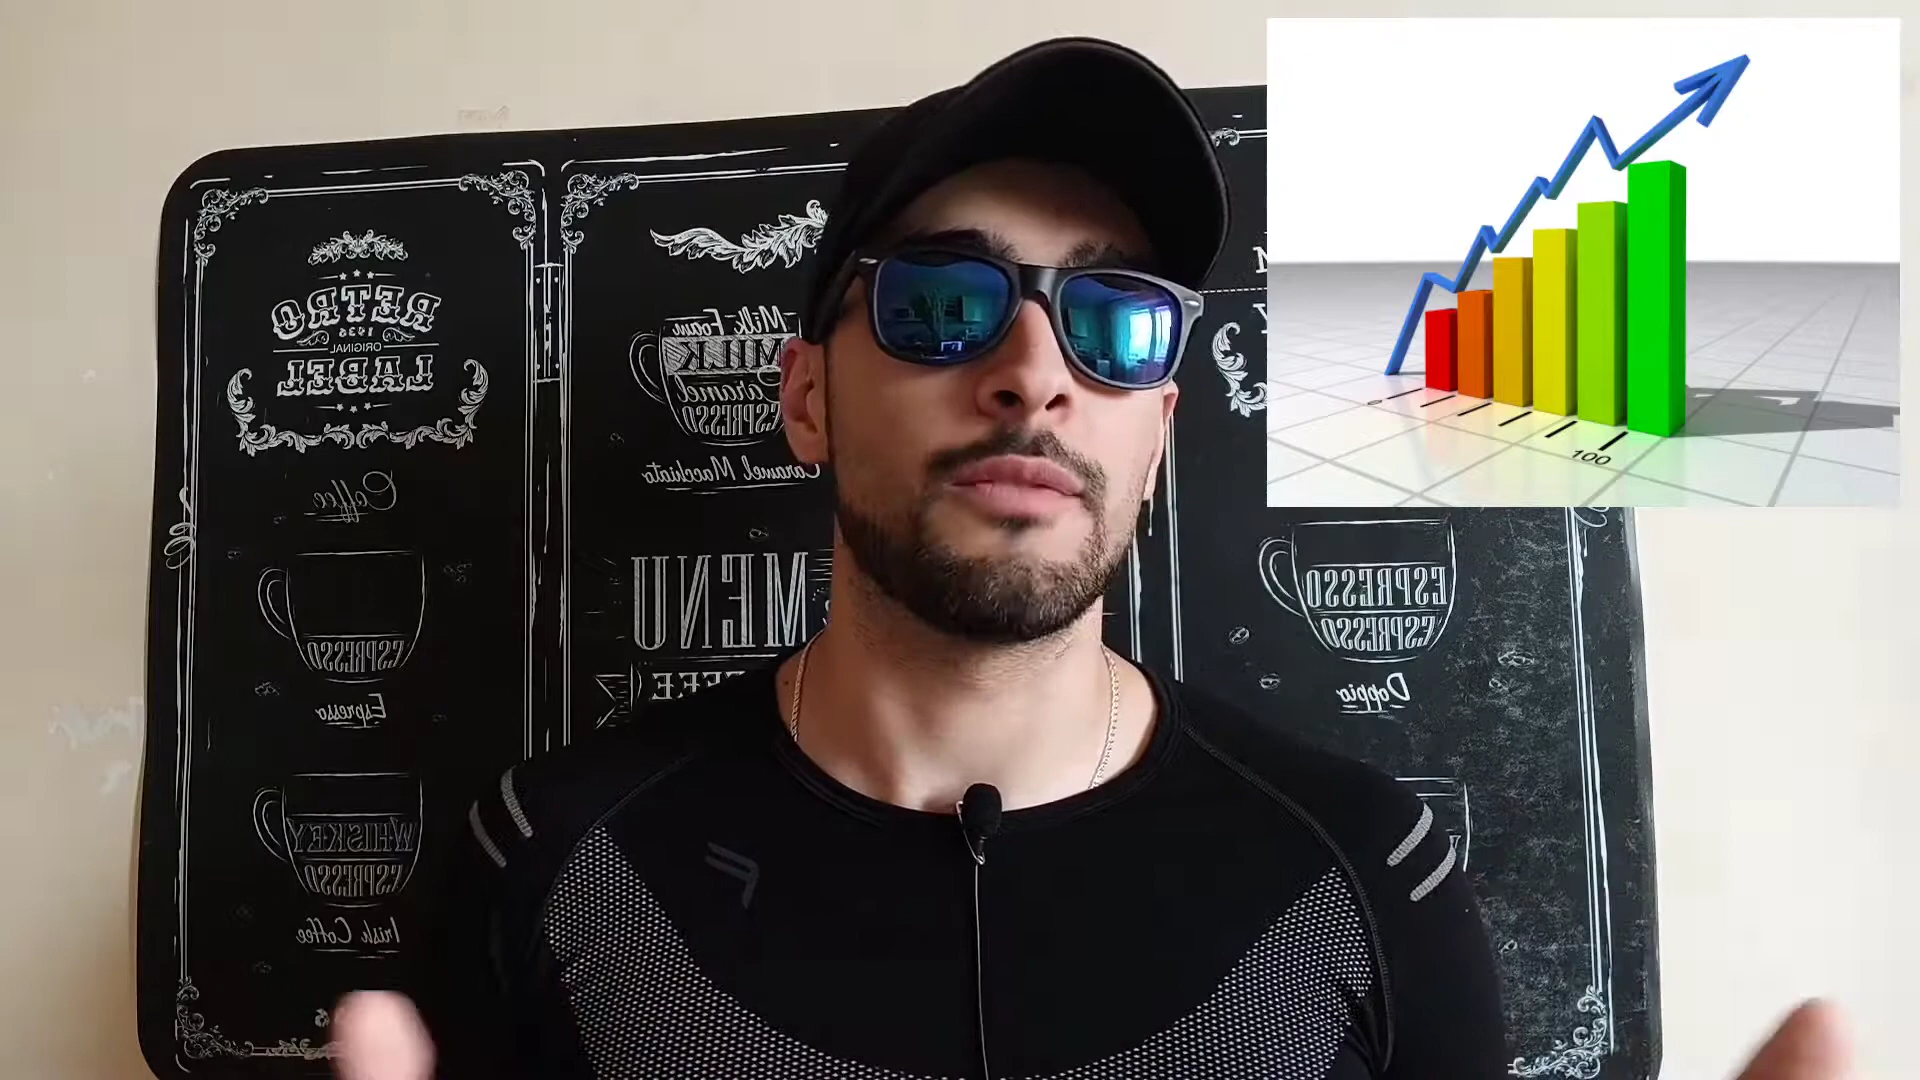 RETRO
1936
ORIGINAL
LABEL
Coffee
ESPRESSO
Espresso
WHISKEY
ESPRESSO
Irish Coffee
Milk Foam
MILK
Caramel
ESPRESSO
Caramel Macchiato
MENU
ESPRESSO
ESPRESSO
Doppio
0
100